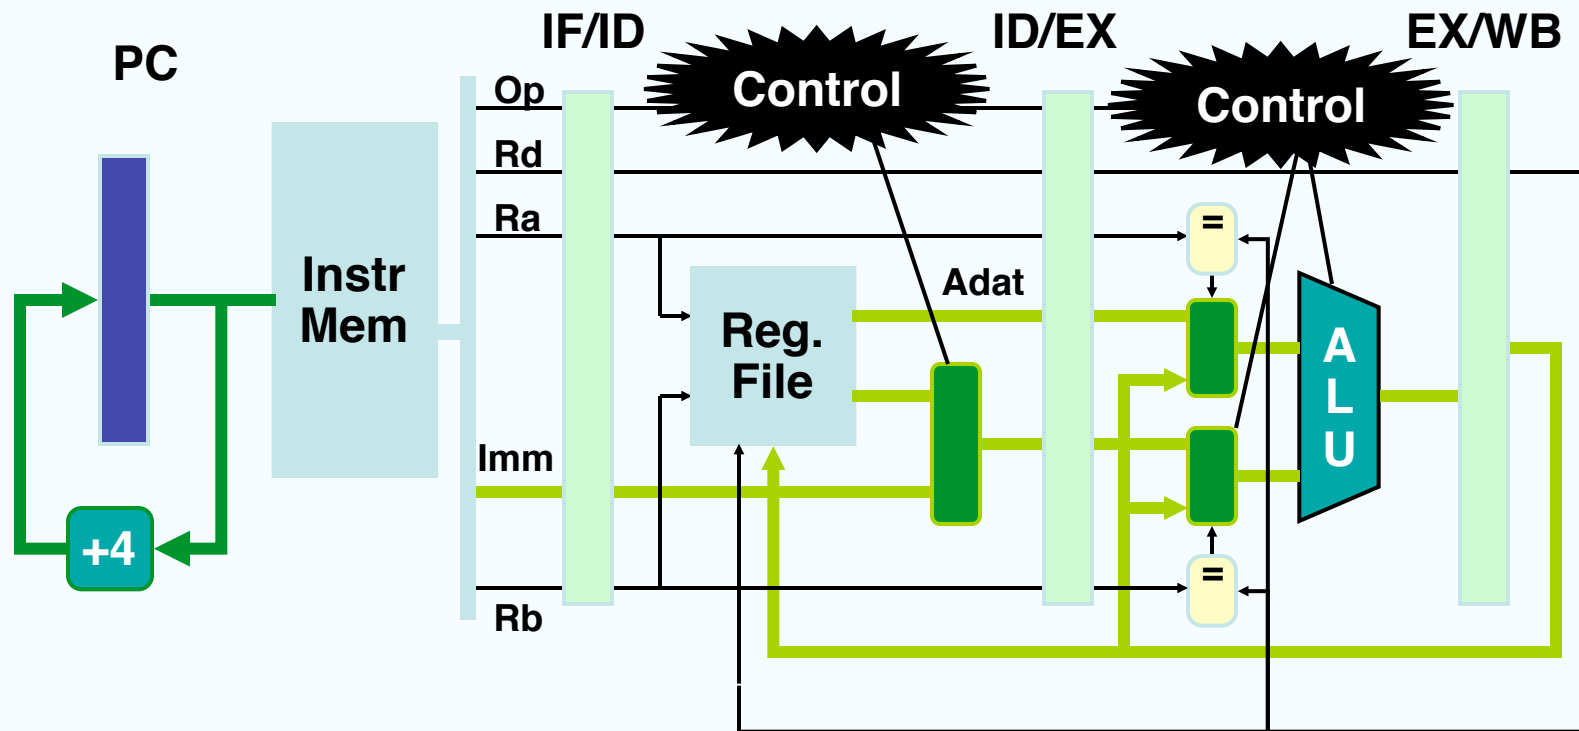 PC
IF/ID
ID/EX
EX/WB
Control
Control
Op
Rd
Ra
Instr
Mem
Reg.
File
Adat
=
A
L
U
Imm
+4
=
Rb